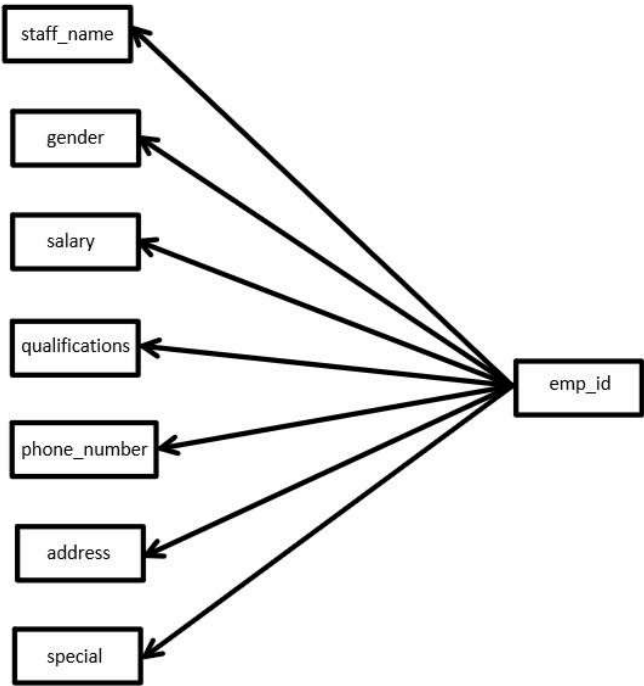 staff_name
gender
salary
qualifications
emp_id
phone_number
address
special